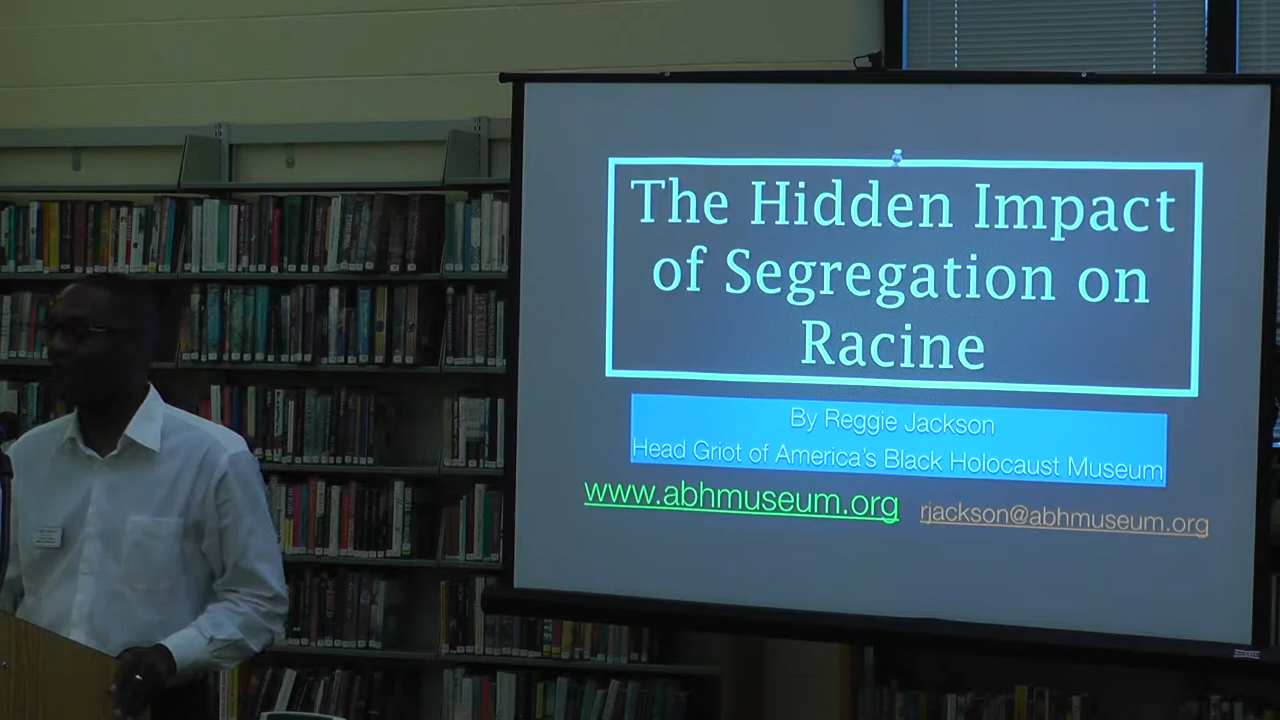 The Hidden Impact
of Segregation on
Racine
By Reggie Jackson
Head Griot of America's Black Holocaust Museum
www.abhmuseum.org
rjackson@abhmuseum.org